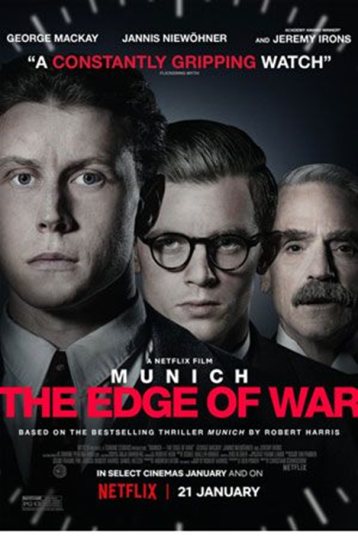 ACADEMY AWARD WINNER
GEORGE MACKAY JANNIS NIEWÖHNER AND JEREMY IRONS
“A CONSTANTLY GRIPPING WATCH”
FLICKERING MYTH
A NETFLIX FILM
MUNICH
THE EDGE OF WAR
BASED ON THE BESTSELLING THRILLER MUNICH BY ROBERT HARRIS
NETFLIX
IN SELECT CINEMAS JANUARY AND ON
NETFLIX | 21 JANUARY